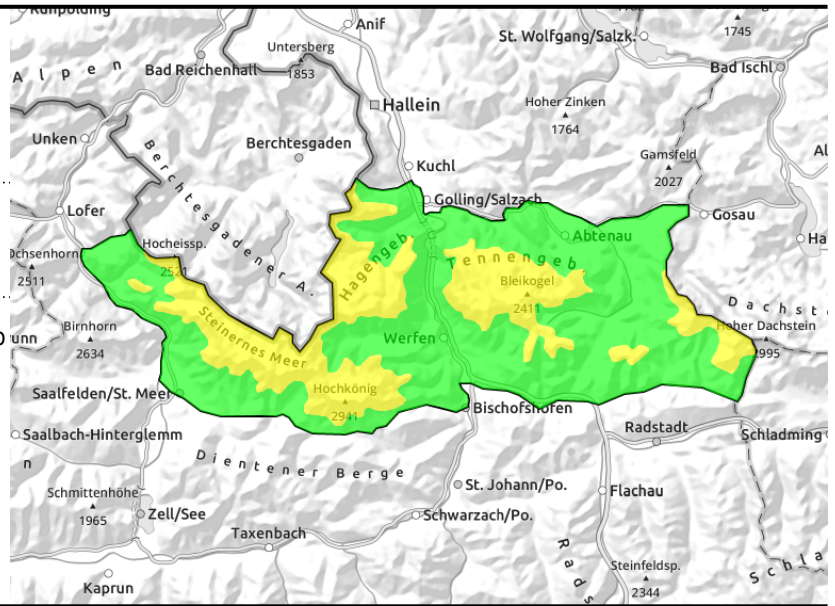 Ruhpolding
Anif
St. Wolfgang/Salzk.
1745
Untersberg
1853
Bad Reichenhall
Bad Ischl
Alpen
Hallein
Hoher Zinken
1764
Unken
Berchtesgaden
Kuchl
Gamsfeld
2027
Berchtesgadener A.
Lofer
Golling/Salzach
Gosau
Abtenau
Hocheissp.
2521
Ochsenhorn
2511
Hagengeb.
Tennengeb.
Bleikogel
2411
Steinernes Meer
Birnhorn
2634
Werfen
Hoher Dachstein
2995
Saalfelden/St. Meer
Hochkönig
2941
Bischofshofen
Radstadt
Saalbach-Hinterglemm
Schladming
Dientener Berge
Schmittenhöhe
1965
St. Johann/Po.
Flachau
Zell/See
Schwarzach/Po.
Taxenbach
Kaprun
Steinfeldsp.
2344